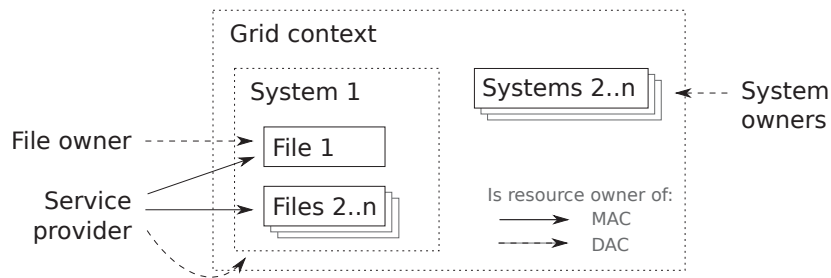 Grid context
System 1
Systems 2..n
System
owners
File owner
File 1
Service
provider
Files 2..n
Is resource owner of:
MAC
DAC